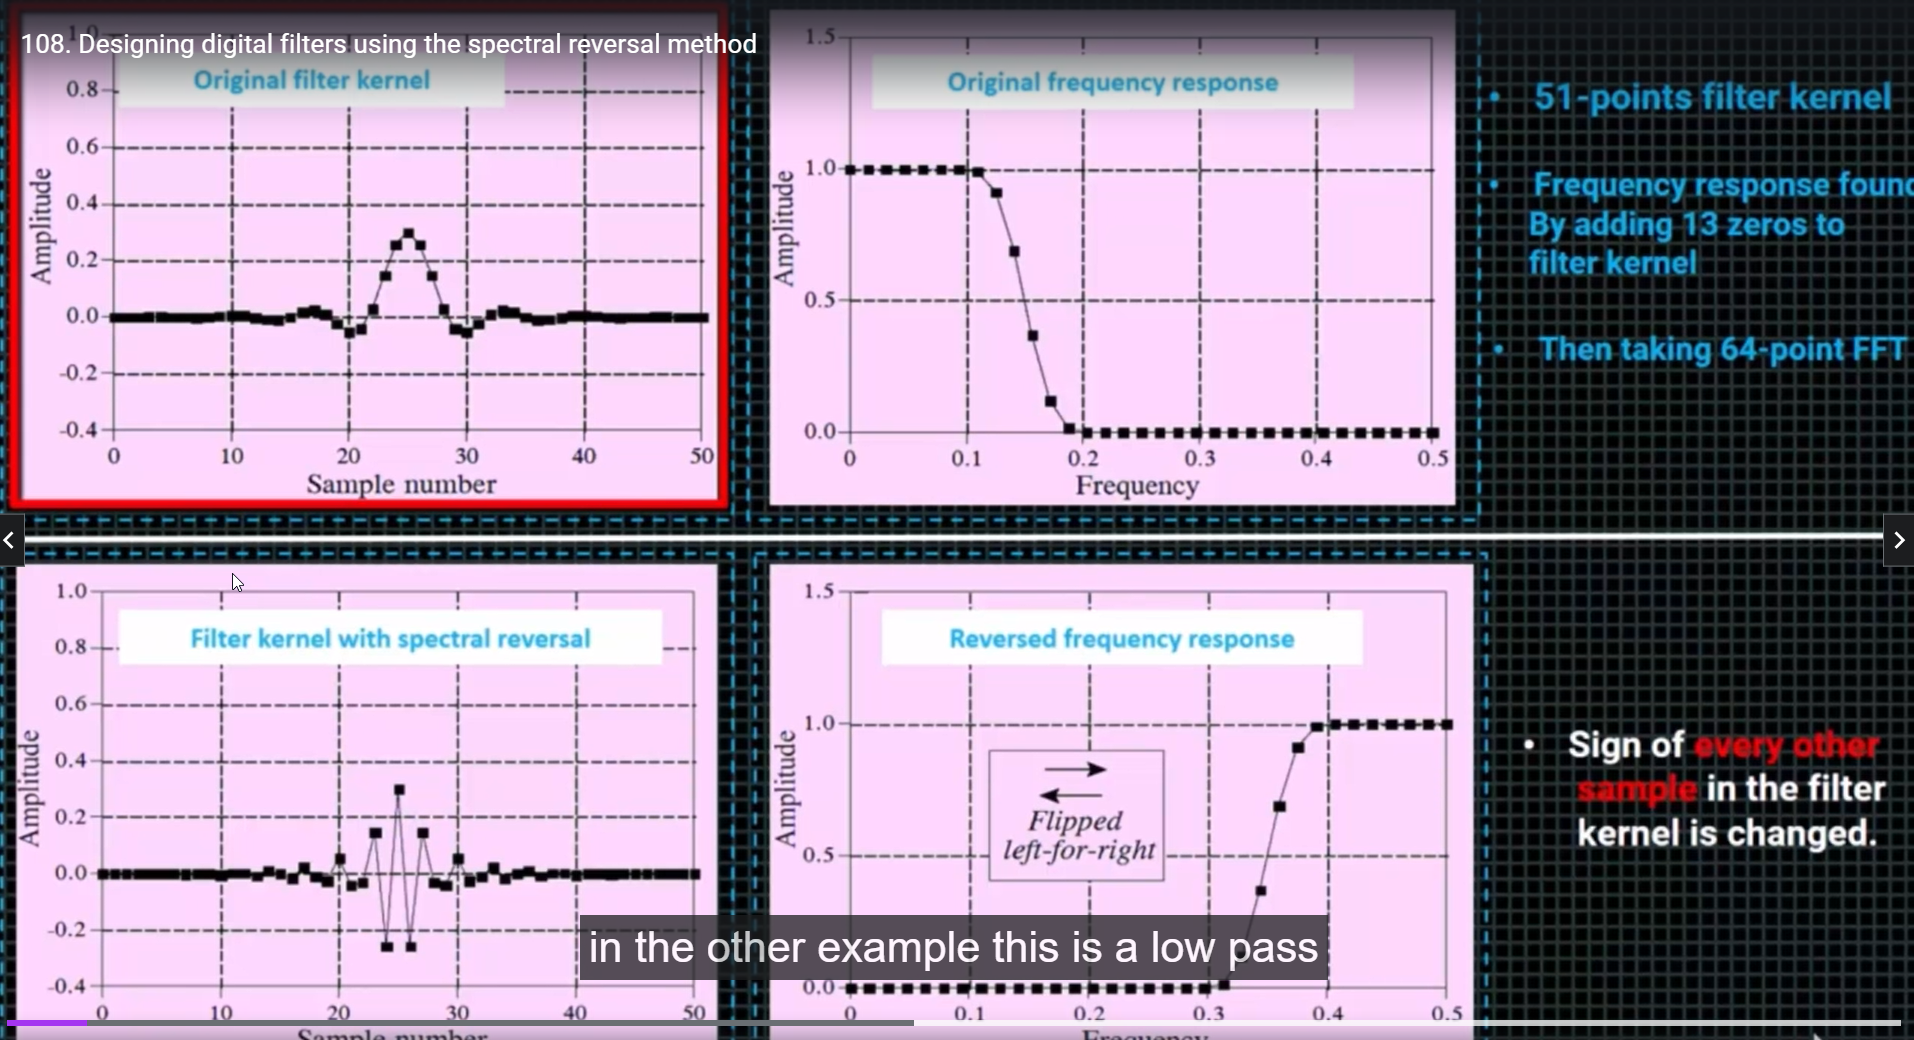 108. Designing digital filters using the spectral reversal method
1.0
Original filter kernel
0.8
0.6
0.4
0.2
0.0
-0.2
-0.4
0 10 20 30 40 50
Sample number
Amplitude
1.5
Original frequency response
1.0
0.5
0.0
0 0.1 0.2 0.3 0.4 0.5
Frequency
Amplitude
• 51-points filter kernel
• Frequency response found
By adding 13 zeros to
filter kernel
• Then taking 64-point FFT
1.0
Filter kernel with spectral reversal
0.8
0.6
0.4
0.2
0.0
-0.2
-0.4
0 10 20 30 40 50
Sample number
Amplitude
1.5
Reversed frequency response
1.0
0.5
0.0
Flipped
left-for-right
0 0.1 0.2 0.3 0.4 0.5
Frequency
Amplitude
• Sign of every other
sample in the filter
kernel is changed.
in the other example this is a low pass